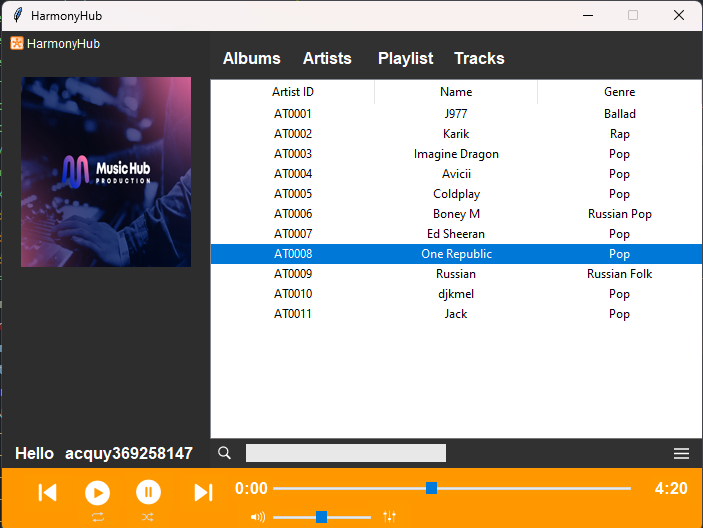 HarmonyHub
HarmonyHub
Albums Artists Playlist Tracks
Music Hub
PRODUCTION
Artist ID Name Genre
AT0001 J977 Ballad
AT0002 Karik Rap
AT0003 Imagine Dragon Pop
AT0004 Avicii Pop
AT0005 Coldplay Pop
AT0006 Boney M Russian Pop
AT0007 Ed Sheeran Pop
AT0008 One Republic Pop
AT0009 Russian Russian Folk
AT0010 djkmel Pop
AT0011 Jack Pop
Hello acquy369258147
0:00 4:20